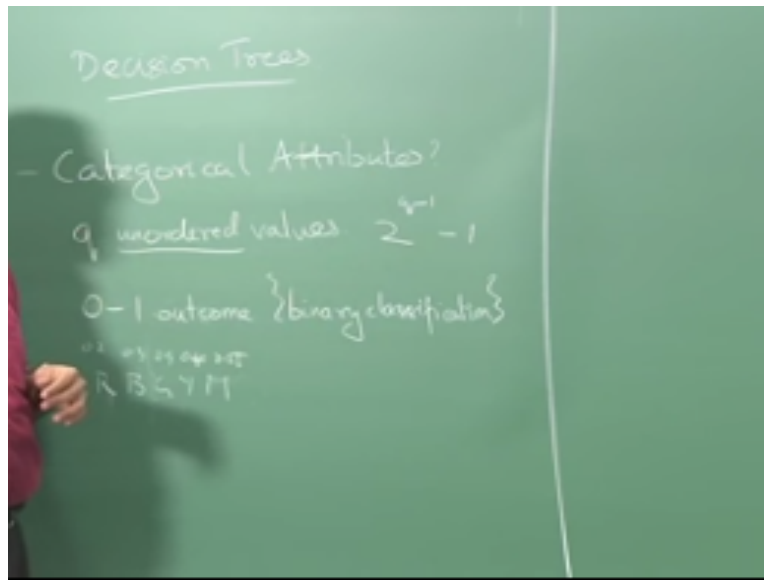 Decision Trees
- Categorical Attributes?
q unordered values 2^q-1 - 1
0-1 outcome {binary classification}
R B G Y M